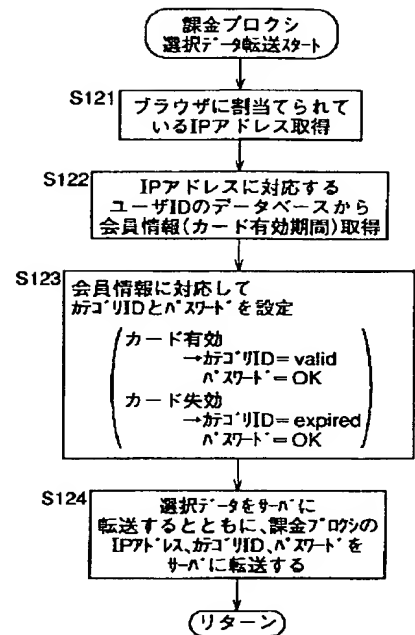 課金プロクシ
選択データ転送スタート
S121
ブラウザに割当てられて
いるIPアドレス取得
S122
IPアドレスに対応する
ユーザIDのデータベースから
会員情報(カード有効期間)取得
S123
会員情報に対応して
ｶﾃｺﾞﾘIDとﾊﾟｽﾜｰﾄﾞを設定
カード有効
→ｶﾃｺﾞﾘID=valid
ﾊﾟｽﾜｰﾄﾞ=OK
カード失効
→ｶﾃｺﾞﾘID=expired
ﾊﾟｽﾜｰﾄﾞ=OK
S124
選択データをｻｰﾊﾞに
転送するとともに、課金ﾌﾟﾛｸｼの
IPｱﾄﾞﾚｽ、ｶﾃｺﾞﾘID、ﾊﾟｽﾜｰﾄﾞを
ｻｰﾊﾞに転送する
リターン